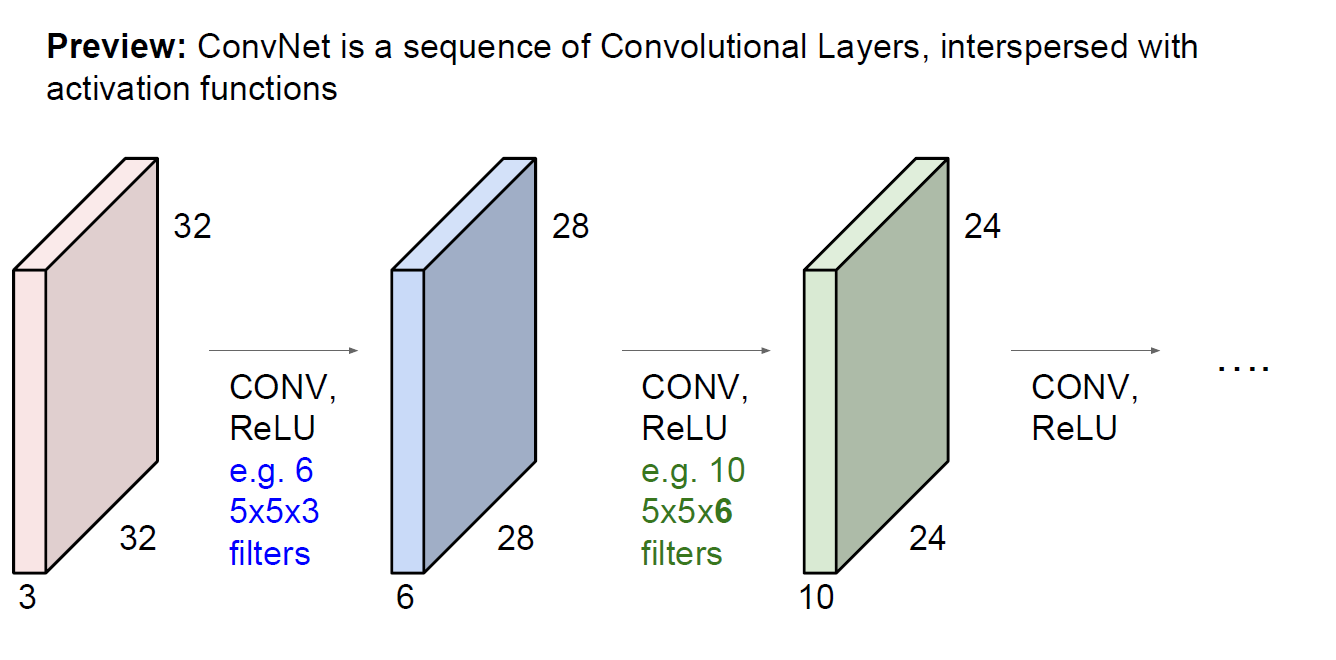 Preview: ConvNet is a sequence of Convolutional Layers, interspersed with
activation functions
32
32
3
CONV,
ReLU
e.g. 6
5x5x3
filters
28
28
6
CONV,
ReLU
e.g. 10
5x5x6
filters
24
24
10
CONV,
ReLU
....